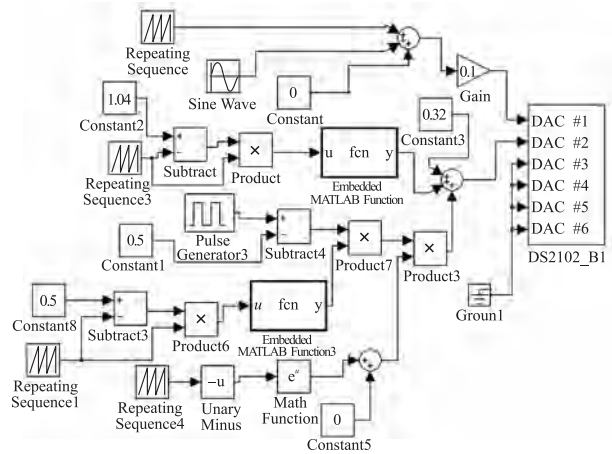 Repeating
Sequence
Sine Wave
0
Constant
+
+
+
0.1
Gain
1.04
Constant2
Repeating
Sequence3
+
−
Subtract
×
Product
u fcn y
Embedded
MATLAB Function
0.32
Constant3
+
+
+
DAC #1
DAC #2
DAC #3
DAC #4
DAC #5
DAC #6
DS2102_B1
Groun1
Pulse
Generator3
0.5
Constant1
+
−
Subtract4
×
Product7
×
Product3
0.5
Constant8
+
−
Subtract3
×
Product6
u fcn y
Embedded
MATLAB Function3
Repeating
Sequence1
Repeating
Sequence4
-u
Unary
Minus
eᵘ
Math
Function
+
+
0
Constant5